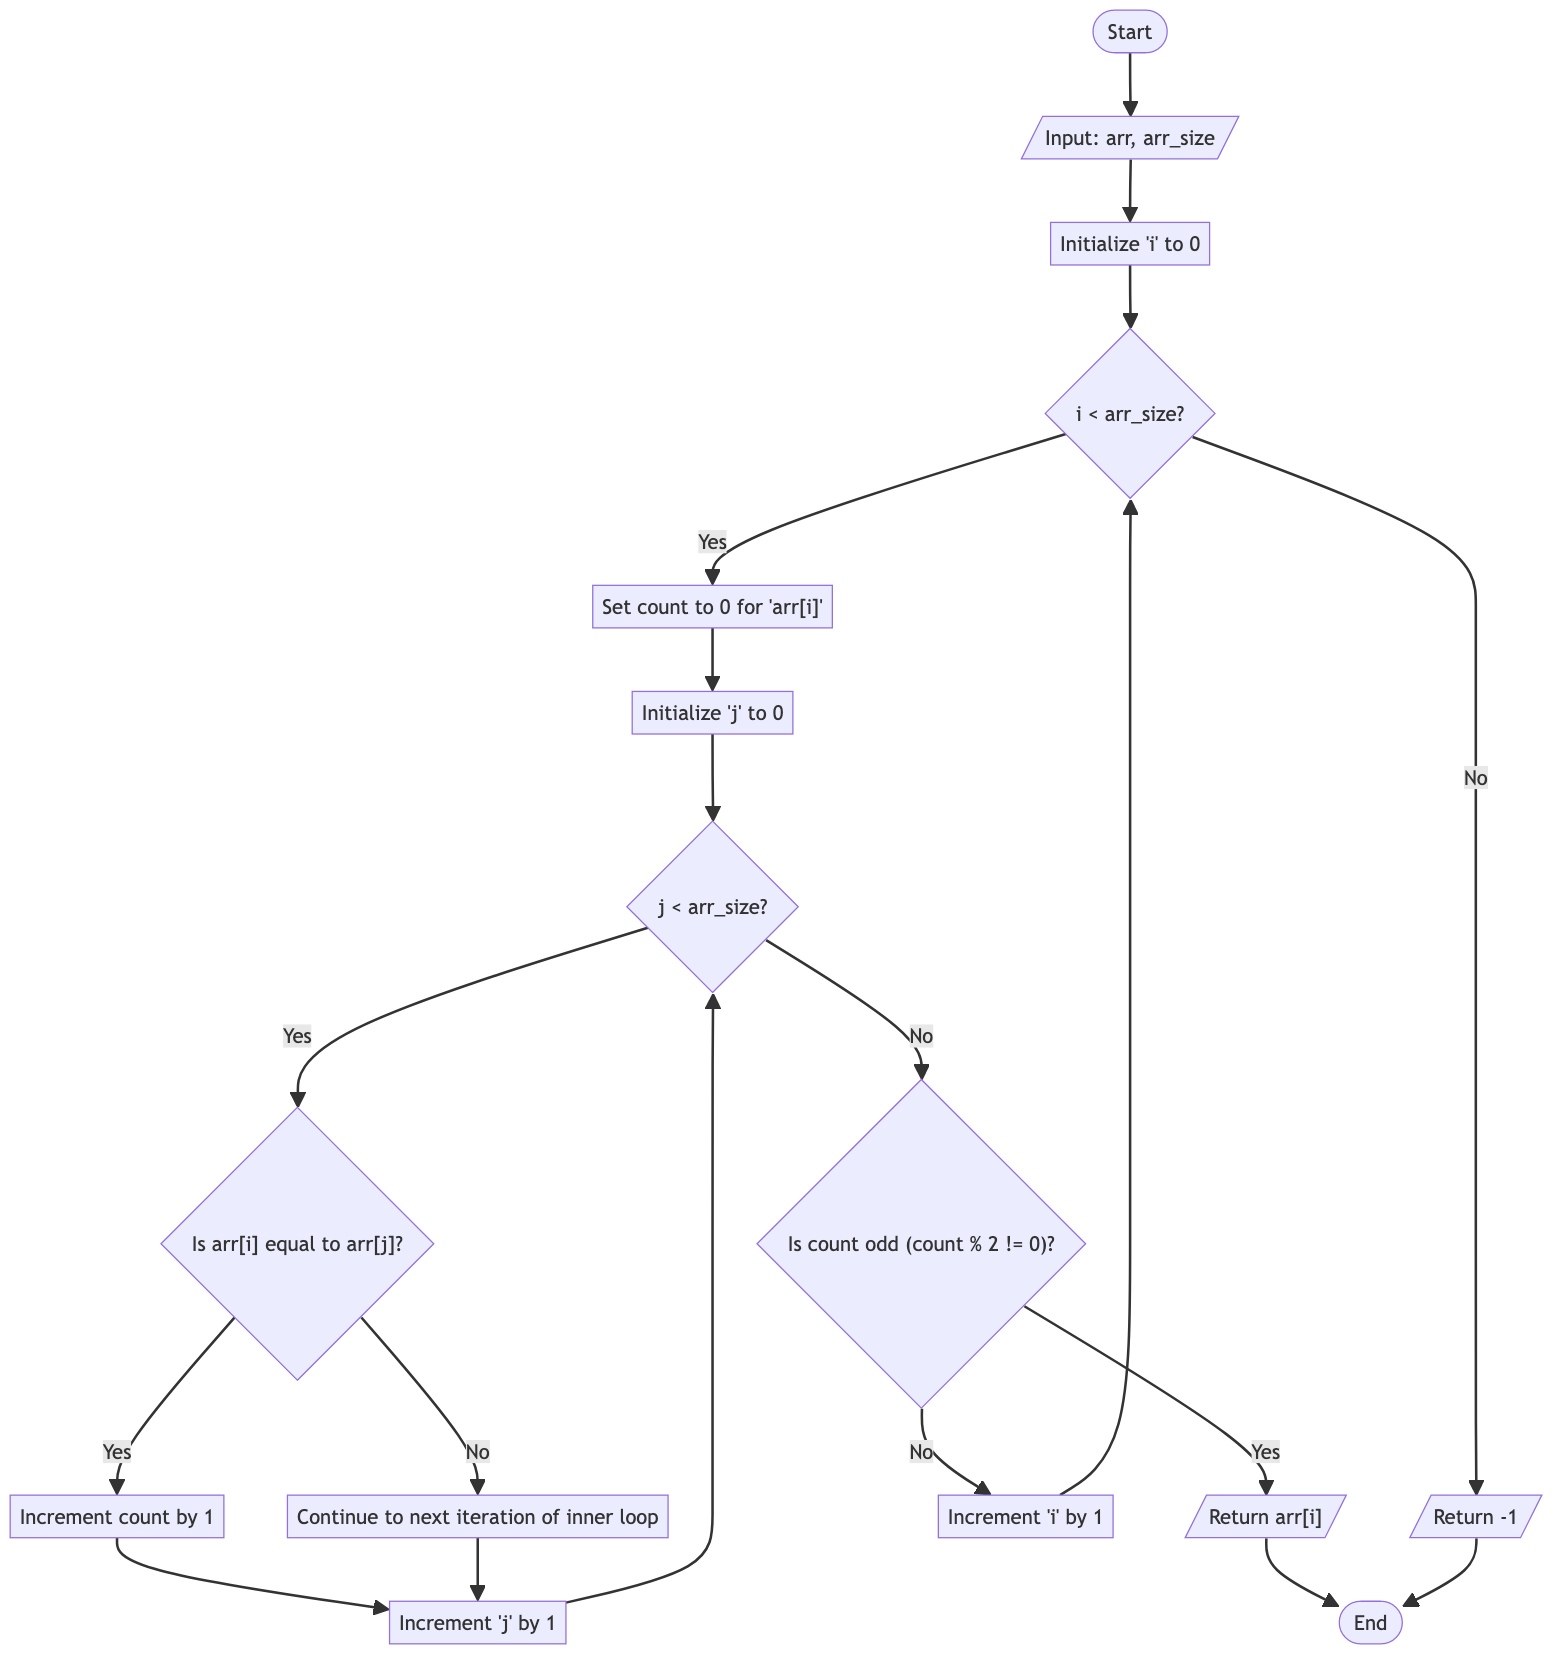 Start
Input: arr, arr_size
Initialize 'i' to 0
i < arr_size?
Yes
Set count to 0 for 'arr[i]'
Initialize 'j' to 0
No
j < arr_size?
Yes
No
Is arr[i] equal to arr[j]?
Is count odd (count % 2 != 0)?
Yes
No
No
Yes
Increment count by 1
Continue to next iteration of inner loop
Increment 'i' by 1
Return arr[i]
Return -1
Increment 'j' by 1
End